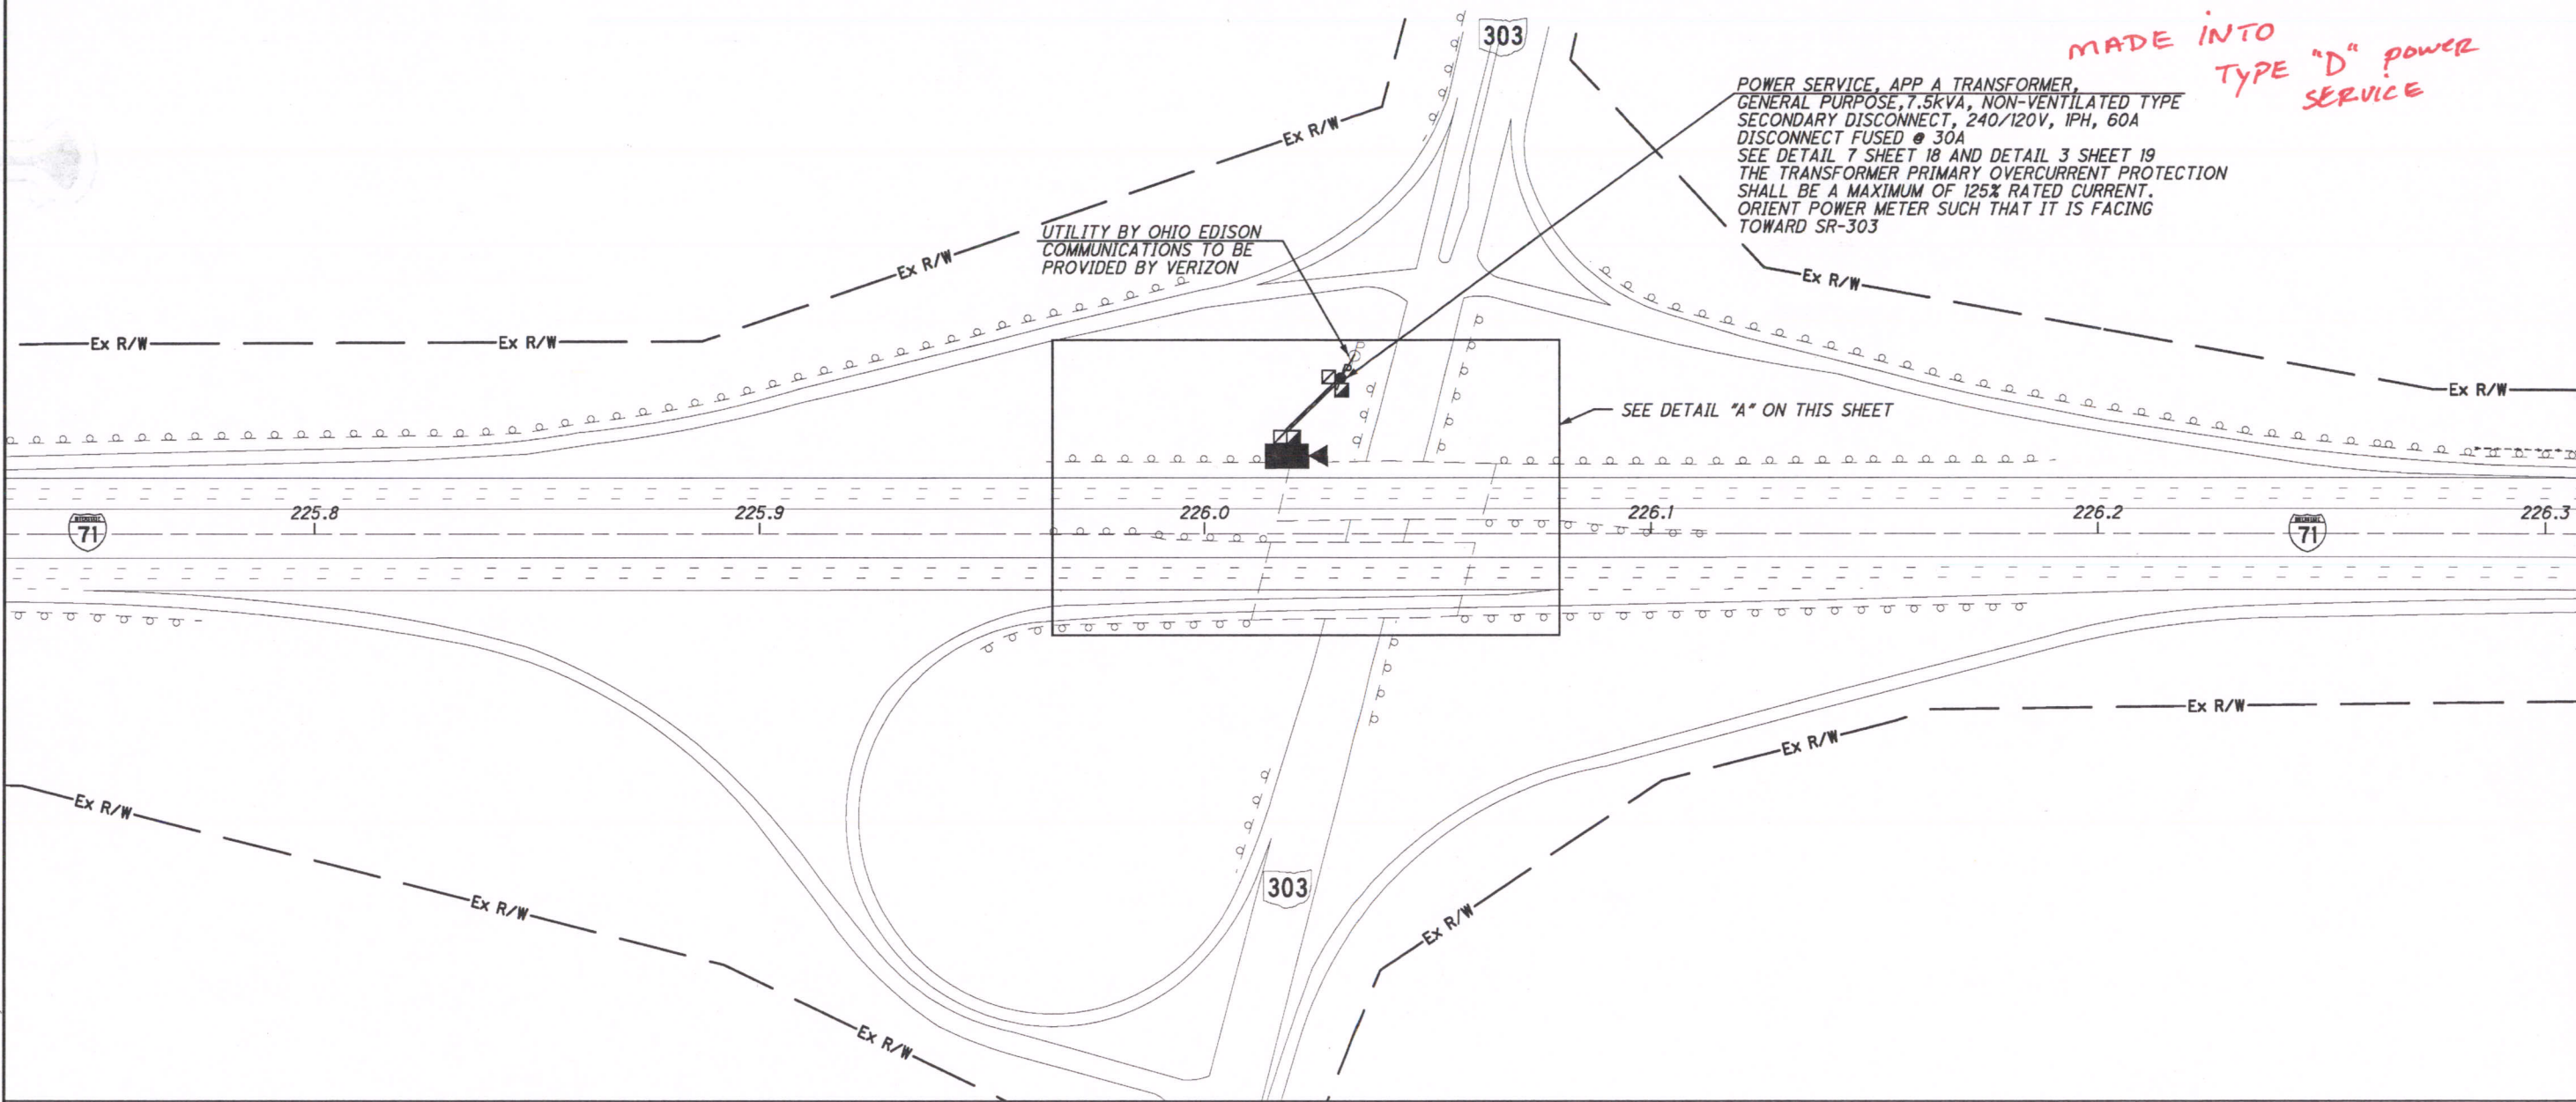 303
MADE INTO
TYPE "D" POWER
SERVICE
POWER SERVICE, APP A TRANSFORMER,
GENERAL PURPOSE, 7.5KVA, NON-VENTILATED TYPE
SECONDARY DISCONNECT, 240/120V, 1PH, 60A
DISCONNECT FUSED @ 30A
SEE DETAIL 7 SHEET 18 AND DETAIL 3 SHEET 19
THE TRANSFORMER PRIMARY OVERCURRENT PROTECTION
SHALL BE A MAXIMUM OF 125% RATED CURRENT.
ORIENT POWER METER SUCH THAT IT IS FACING
TOWARD SR-303
Ex R/W
UTILITY BY OHIO EDISON
COMMUNICATIONS TO BE
PROVIDED BY VERIZON
Ex R/W
Ex R/W
Ex R/W
Ex R/W
Ex R/W
SEE DETAIL "A" ON THIS SHEET
71
225.8
225.9
226.0
226.1
226.2
71
226.3
Ex R/W
Ex R/W
Ex R/W
Ex R/W
303
Ex R/W
Ex R/W